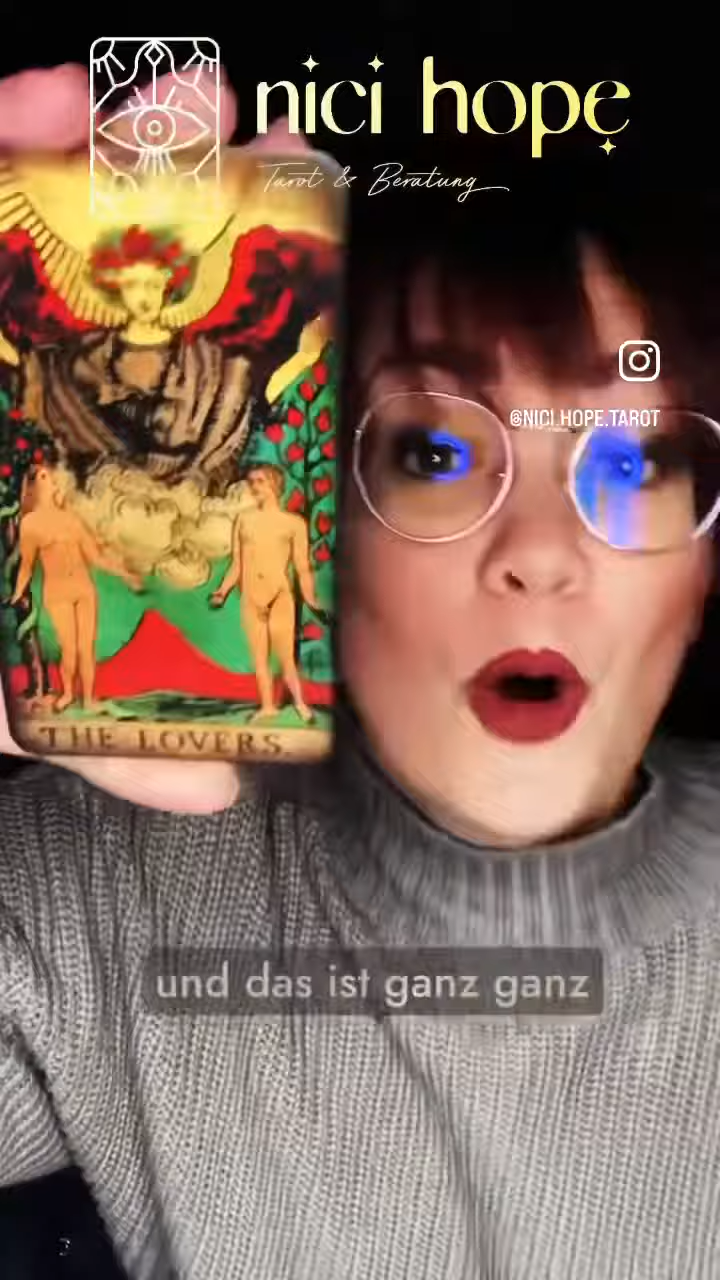 nici hope
Tarot & Beratung
@NICI.HOPE.TAROT
THE LOVERS.
und das ist ganz ganz